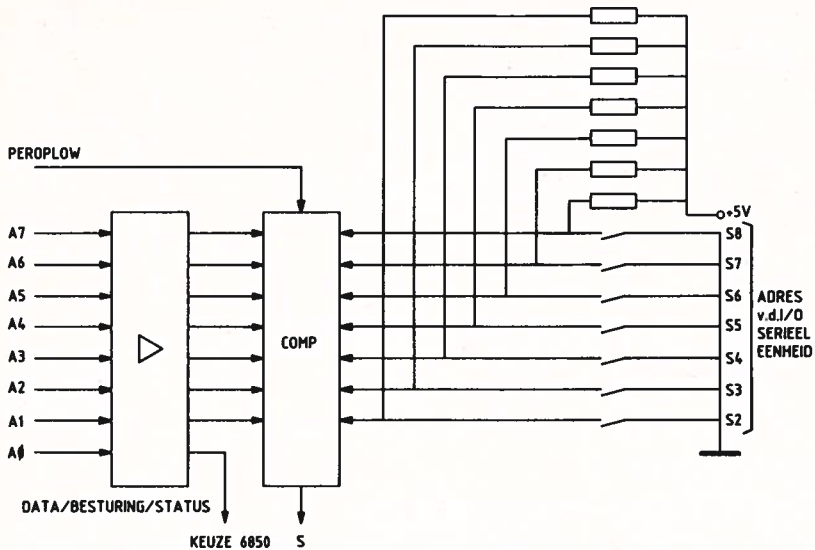 PEROPLOW
+5V
A7
S8
A6
S7
A5
S6
A4
S5
A3
S4
A2
S3
A1
S2
AØ
COMP
ADRES
v.d.I/O
SERIEEL
EENHEID
DATA/BESTURING/STATUS
KEUZE 6850
S